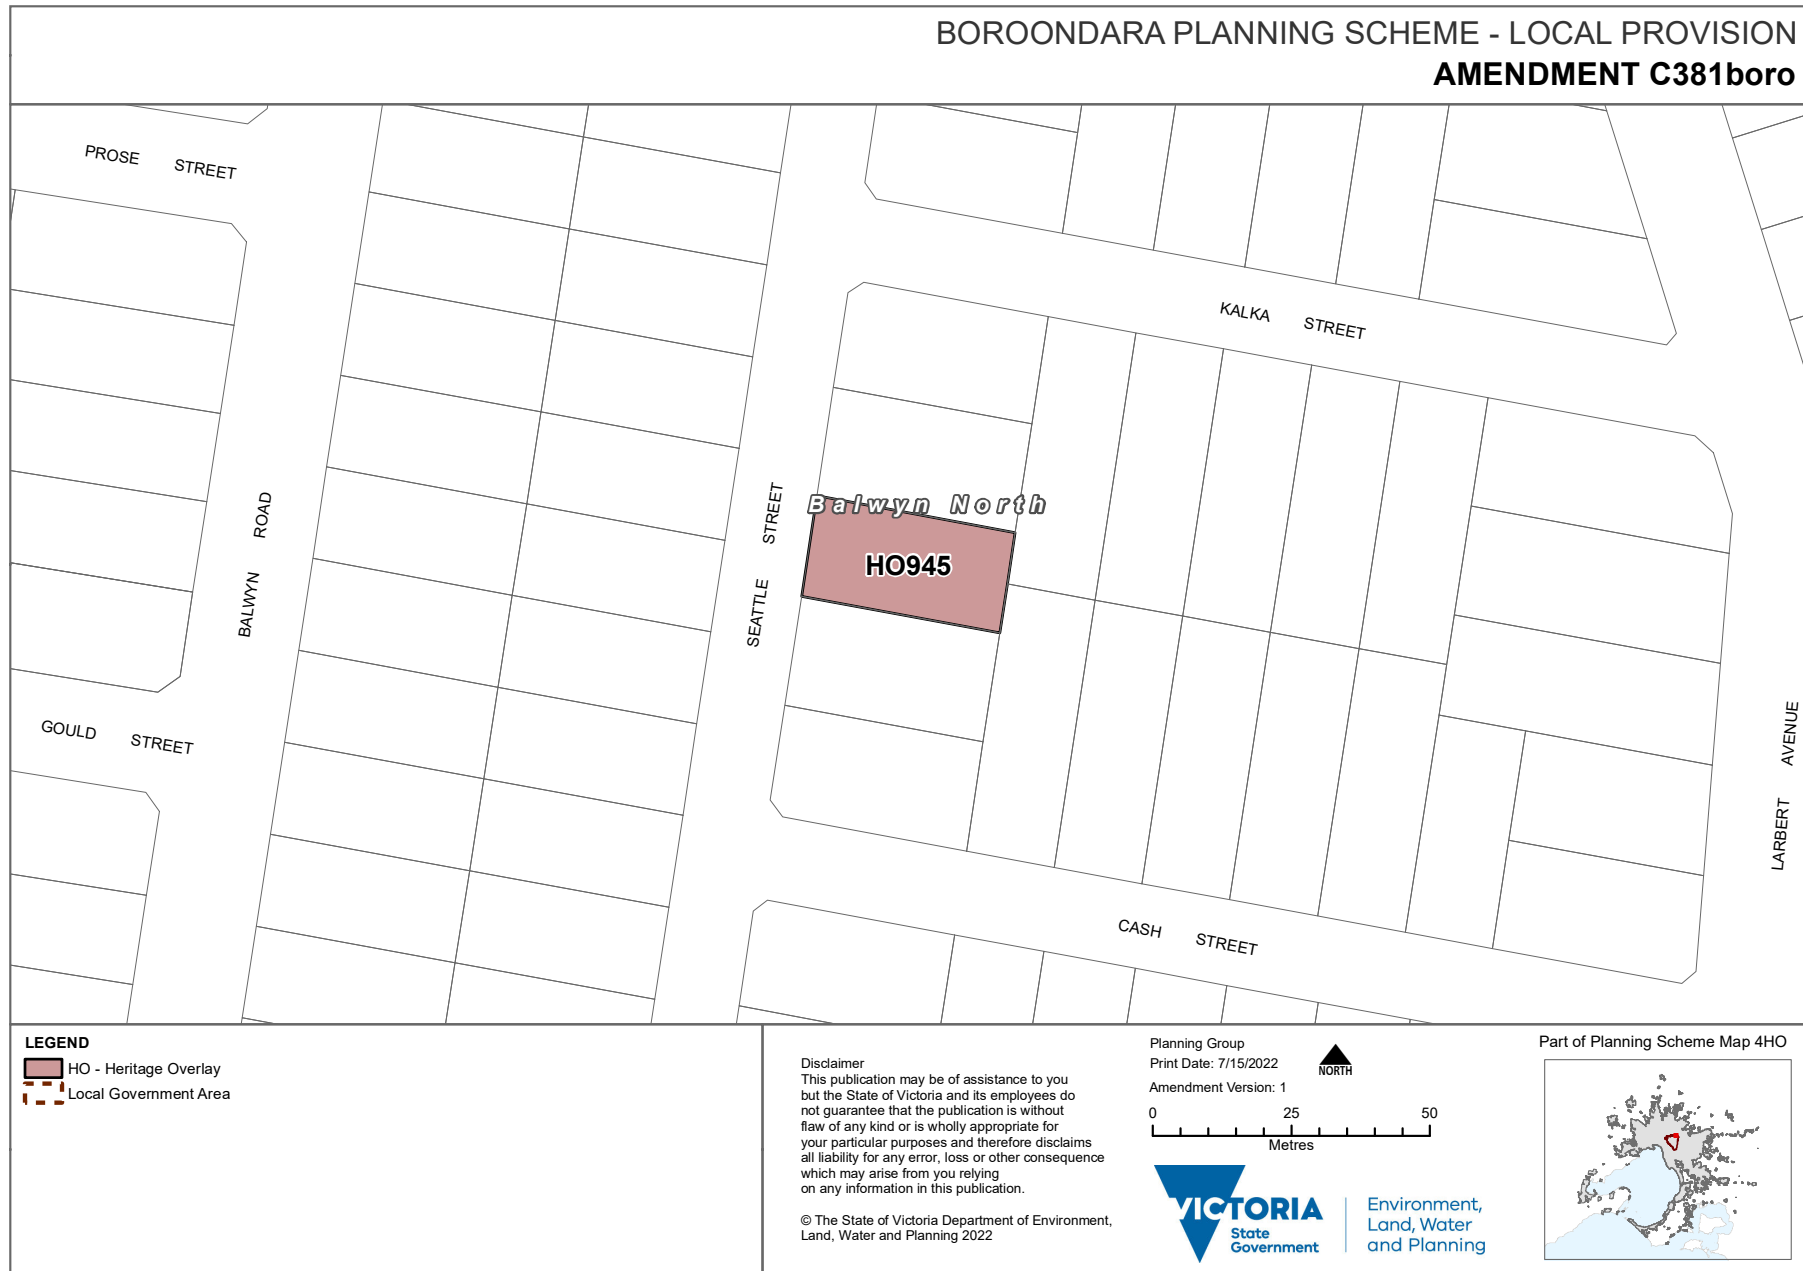 BOROONDARA PLANNING SCHEME - LOCAL PROVISION
AMENDMENT C381boro
PROSE STREET
KALKA STREET
BALWYN ROAD
SEATTLE STREET
Balwyn North
HO945
GOULD STREET
LARBERT AVENUE
CASH STREET
LEGEND
HO - Heritage Overlay
Local Government Area
Disclaimer
This publication may be of assistance to you
but the State of Victoria and its employees do
not guarantee that the publication is without
flaw of any kind or is wholly appropriate for
your particular purposes and therefore disclaims
all liability for any error, loss or other consequence
which may arise from you relying
on any information in this publication.
© The State of Victoria Department of Environment,
Land, Water and Planning 2022
Planning Group
Print Date: 7/15/2022
Amendment Version: 1
NORTH
0 25 50
Metres
VICTORIA
State
Government
Environment,
Land, Water
and Planning
Part of Planning Scheme Map 4HO